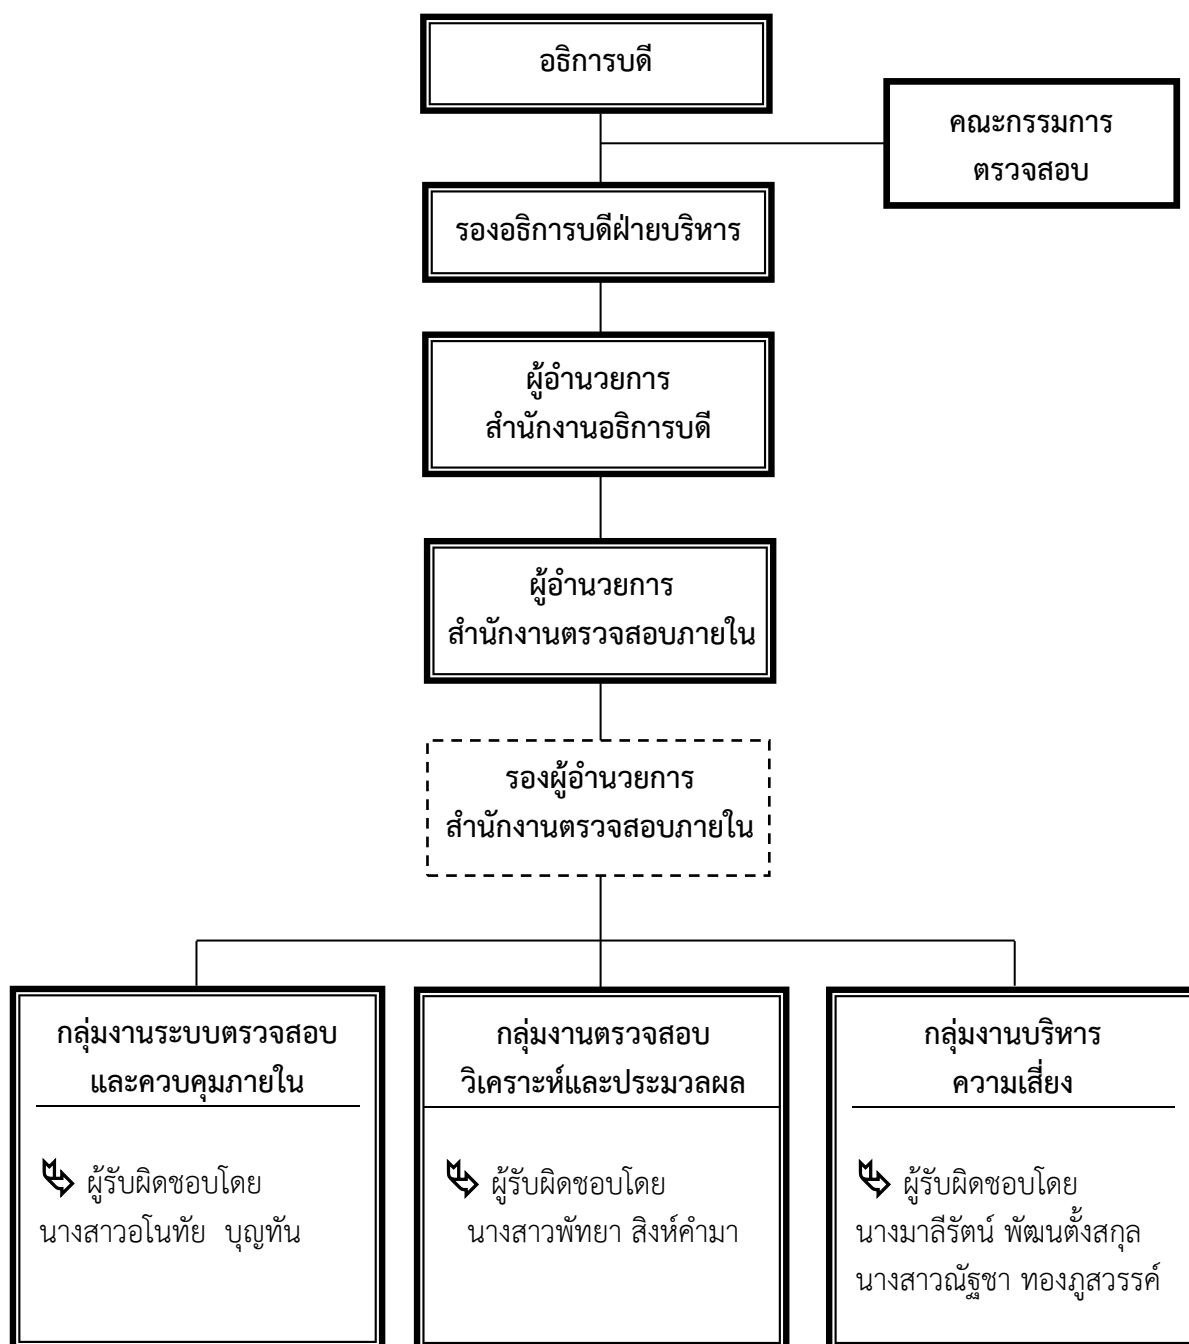 อธิการบดี
คณะกรรมการ
ตรวจสอบ
รองอธิการบดีฝ่ายบริหาร
ผู้อำนวยการ
สำนักงานอธิการบดี
ผู้อำนวยการ
สำนักงานตรวจสอบภายใน
รองผู้อำนวยการ
สำนักงานตรวจสอบภายใน
กลุ่มงานระบบตรวจสอบ
และควบคุมภายใน
ผู้รับผิดชอบโดย
นางสาวอโนทัย บุญทัน
กลุ่มงานตรวจสอบ
วิเคราะห์และประมวลผล
ผู้รับผิดชอบโดย
นางสาวพัทยา สิงห์คำมา
กลุ่มงานบริหาร
ความเสี่ยง
ผู้รับผิดชอบโดย
นางมาลีรัตน์ พัฒนตั้งสกุล
นางสาวณัฐชา ทองภูสวรรค์